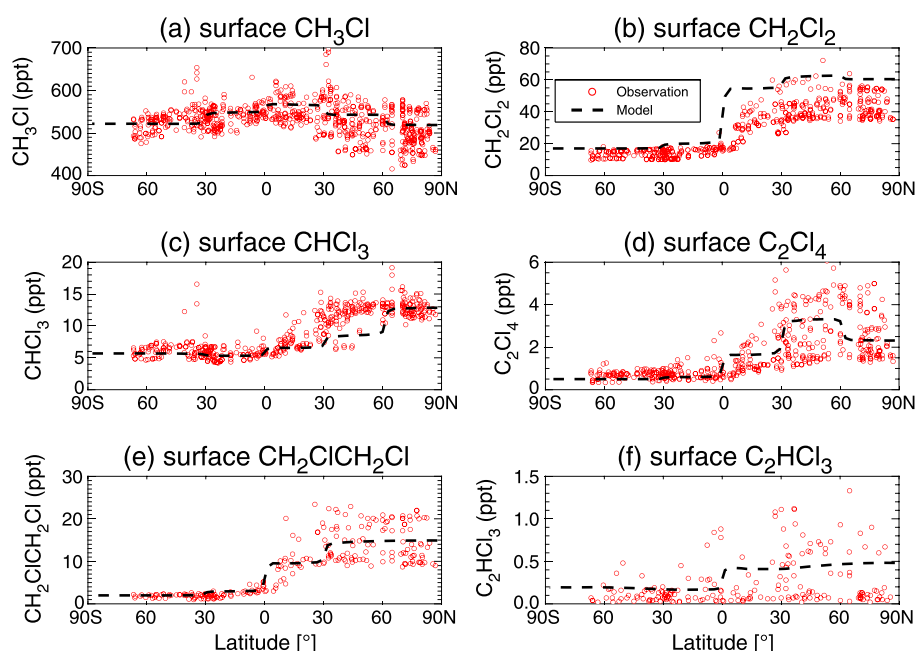 (a) surface CH3Cl
CH3Cl (ppt)
700
600
500
400
90S 60 30 0 30 60 90N
(b) surface CH2Cl2
CH2Cl2 (ppt)
80
60
40
20
0
Observation
Model
90S 60 30 0 30 60 90N
(c) surface CHCl3
CHCl3 (ppt)
20
15
10
5
0
90S 60 30 0 30 60 90N
(d) surface C2Cl4
C2Cl4 (ppt)
6
4
2
0
90S 60 30 0 30 60 90N
(e) surface CH2ClCH2Cl
CH2ClCH2Cl (ppt)
30
20
10
0
90S 60 30 0 30 60 90N
Latitude [°]
(f) surface C2HCl3
C2HCl3 (ppt)
1.5
1.0
0.5
0.0
90S 60 30 0 30 60 90N
Latitude [°]